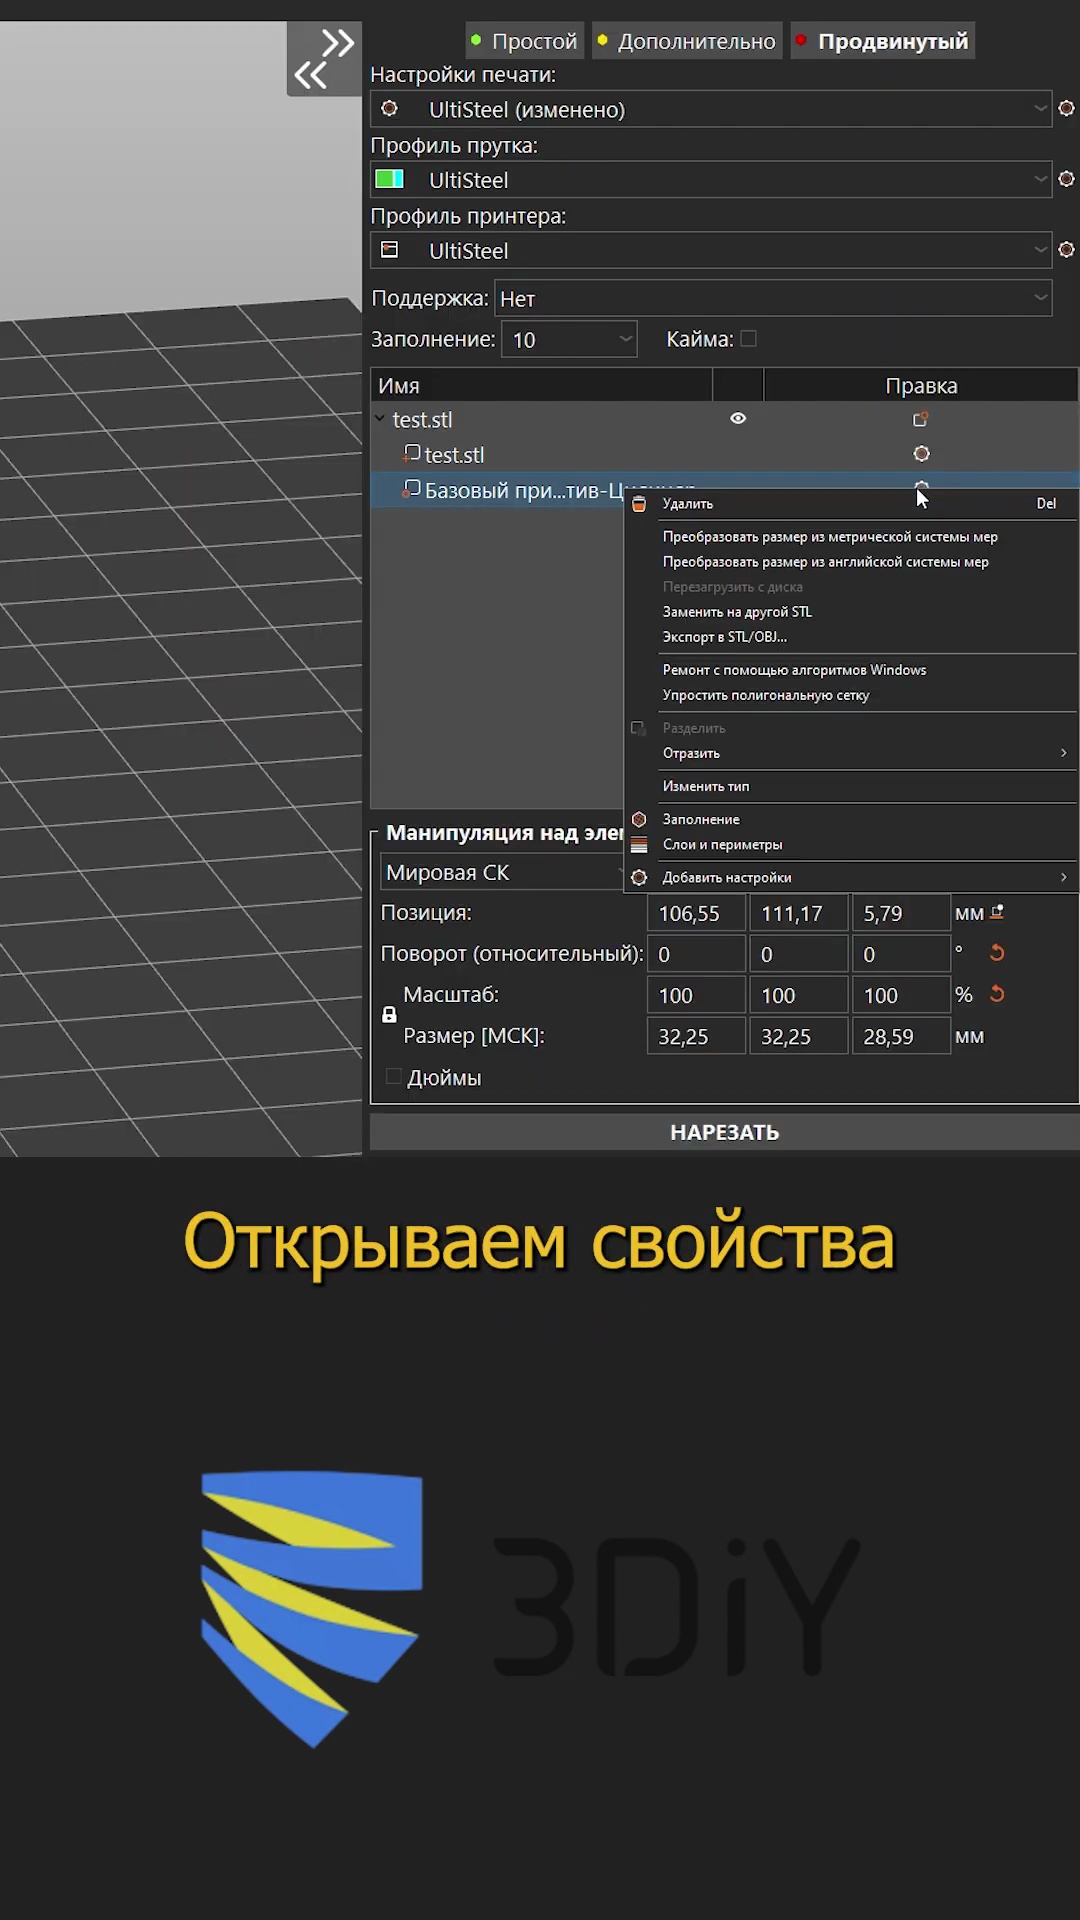 Простой Дополнительно Продвинутый
Настройки печати:
UltiSteel (изменено)
Профиль прутка:
UltiSteel
Профиль принтера:
UltiSteel
Поддержка: Нет
Заполнение: 10 Кайма:
Имя Правка
test.stl
test.stl
Базовый при...тив-Ц
Удалить Del
Преобразовать размер из метрической системы мер
Преобразовать размер из английской системы мер
Перезагрузить с диска
Заменить на другой STL
Экспорт в STL/OBJ...
Ремонт с помощью алгоритмов Windows
Упростить полигональную сетку
Разделить
Отразить
Изменить тип
Заполнение
Слои и периметры
Добавить настройки
Манипуляция над эле
Мировая СК
Позиция: 106,55 111,17 5,79 мм
Поворот (относительный): 0 0 0 °
Масштаб: 100 100 100 %
Размер [МСК]: 32,25 32,25 28,59 мм
Дюймы
НАРЕЗАТЬ
Открываем свойства
3DiY